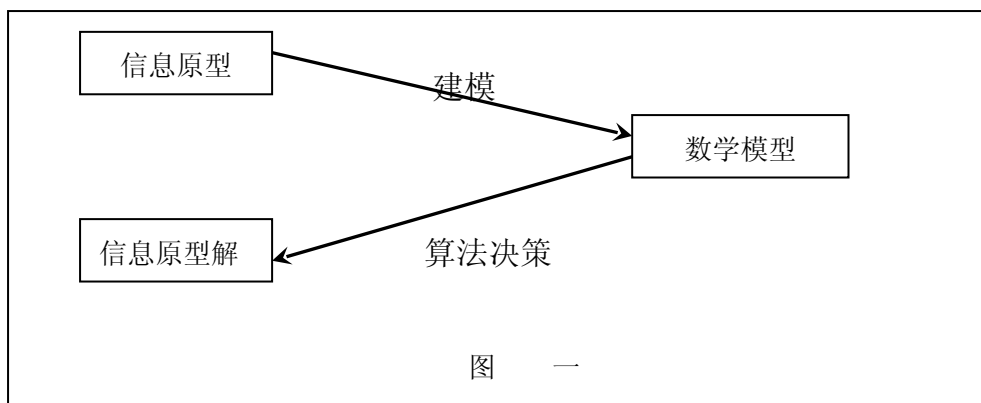 信息原型
建模
数学模型
信息原型解
算法决策
图 一